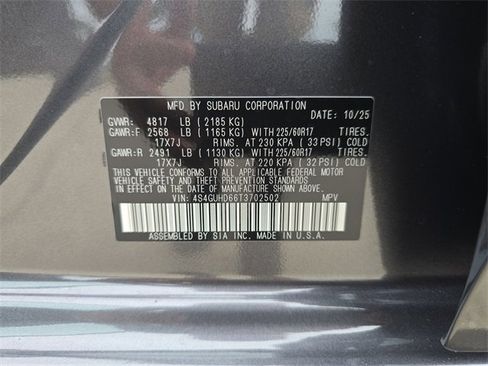 MFD BY SUBARU CORPORATION
GVWR: 4817 LB ( 2185 KG) DATE: 10/25
GAWR:F 2568 LB ( 1165 KG) WITH 225/60R17 TIRES.
17X7J RIMS. AT 230 KPA ( 33 PSI) COLD
GAWR:R 2491 LB ( 1130 KG) WITH 225/60R17 TIRES.
17X7J RIMS. AT 220 KPA ( 32 PSI) COLD
THIS VEHICLE CONFORMS TO ALL APPLICABLE FEDERAL MOTOR
VEHICLE SAFETY AND THEFT PREVENTION STANDARDS IN
EFFECT ON THE DATE OF MANUFACTURE SHOWN ABOVE.
VIN: 4S4GUHD66T3702502 MPV
ASSEMBLED BY SIA INC. MADE IN U.S.A.